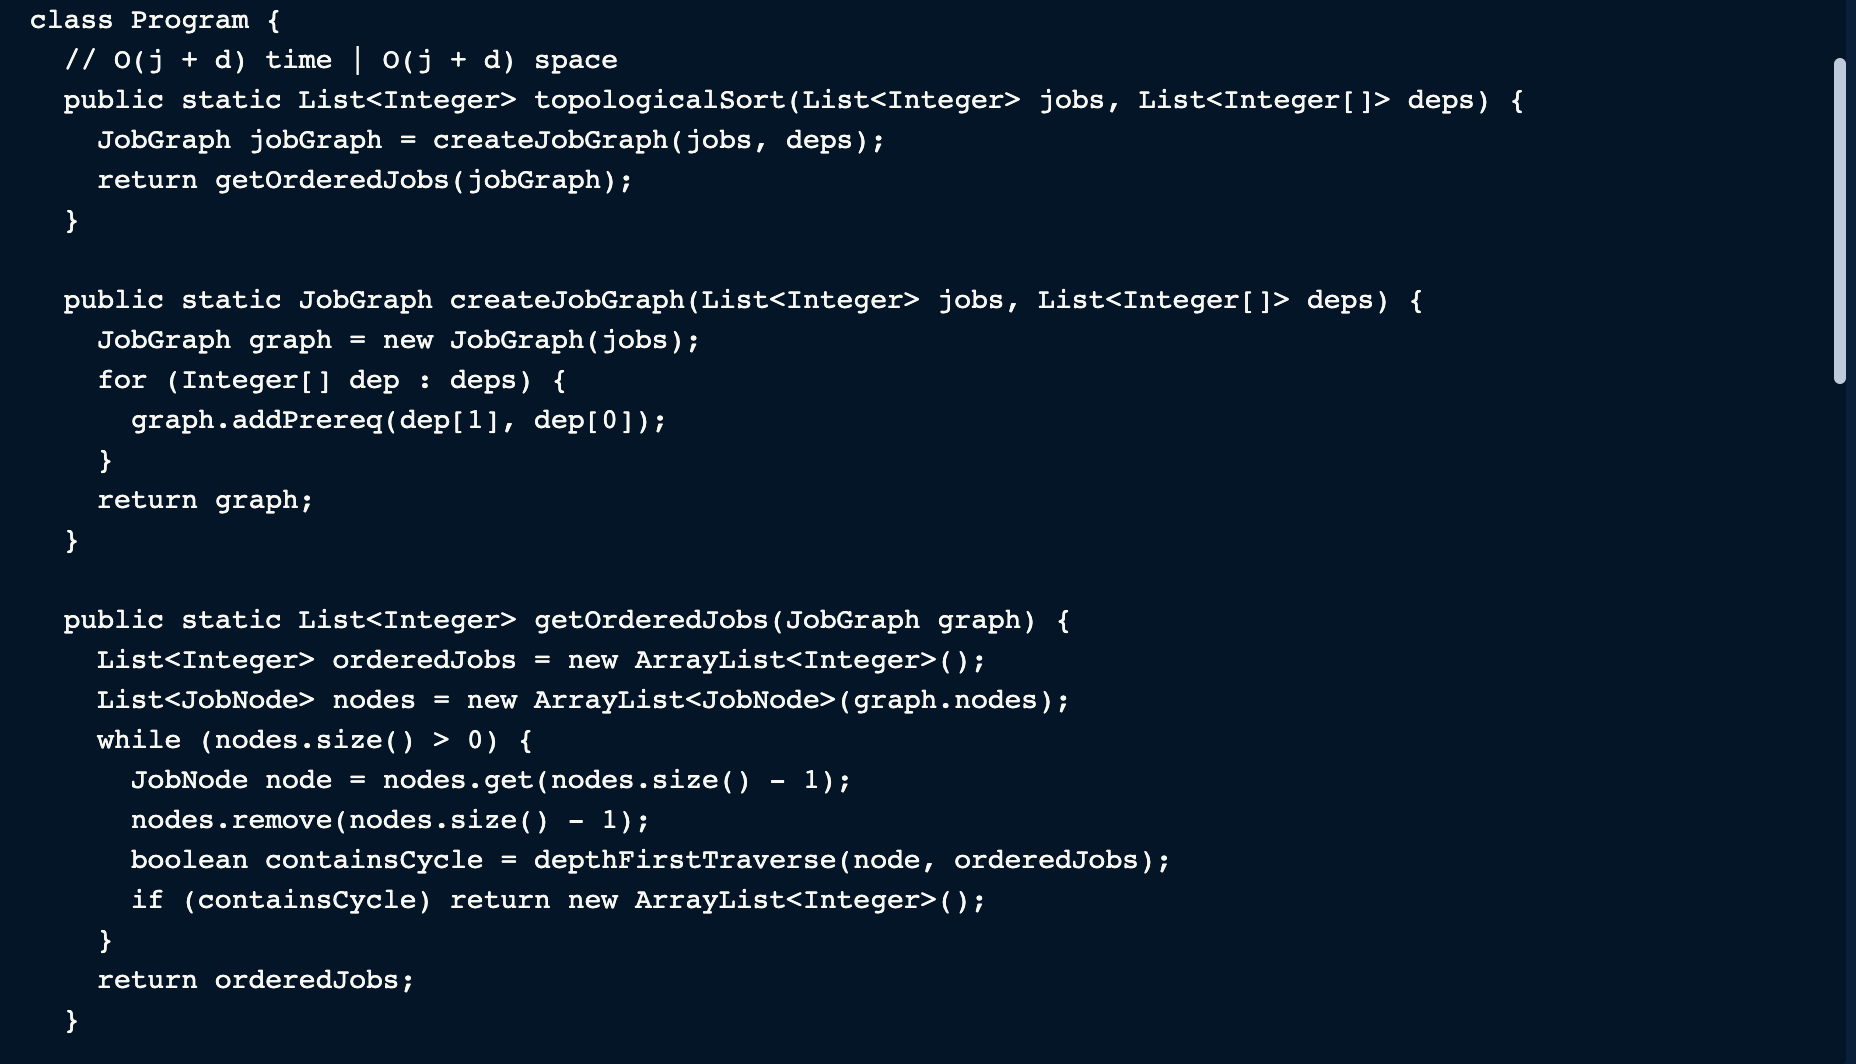 class Program {
  // O(j + d) time | O(j + d) space
  public static List<Integer> topologicalSort(List<Integer> jobs, List<Integer[]> deps) {
    JobGraph jobGraph = createJobGraph(jobs, deps);
    return getOrderedJobs(jobGraph);
  }

  public static JobGraph createJobGraph(List<Integer> jobs, List<Integer[]> deps) {
    JobGraph graph = new JobGraph(jobs);
    for (Integer[] dep : deps) {
      graph.addPrereq(dep[1], dep[0]);
    }
    return graph;
  }

  public static List<Integer> getOrderedJobs(JobGraph graph) {
    List<Integer> orderedJobs = new ArrayList<Integer>();
    List<JobNode> nodes = new ArrayList<JobNode>(graph.nodes);
    while (nodes.size() > 0) {
      JobNode node = nodes.get(nodes.size() - 1);
      nodes.remove(nodes.size() - 1);
      boolean containsCycle = depthFirstTraverse(node, orderedJobs);
      if (containsCycle) return new ArrayList<Integer>();
    }
    return orderedJobs;
  }